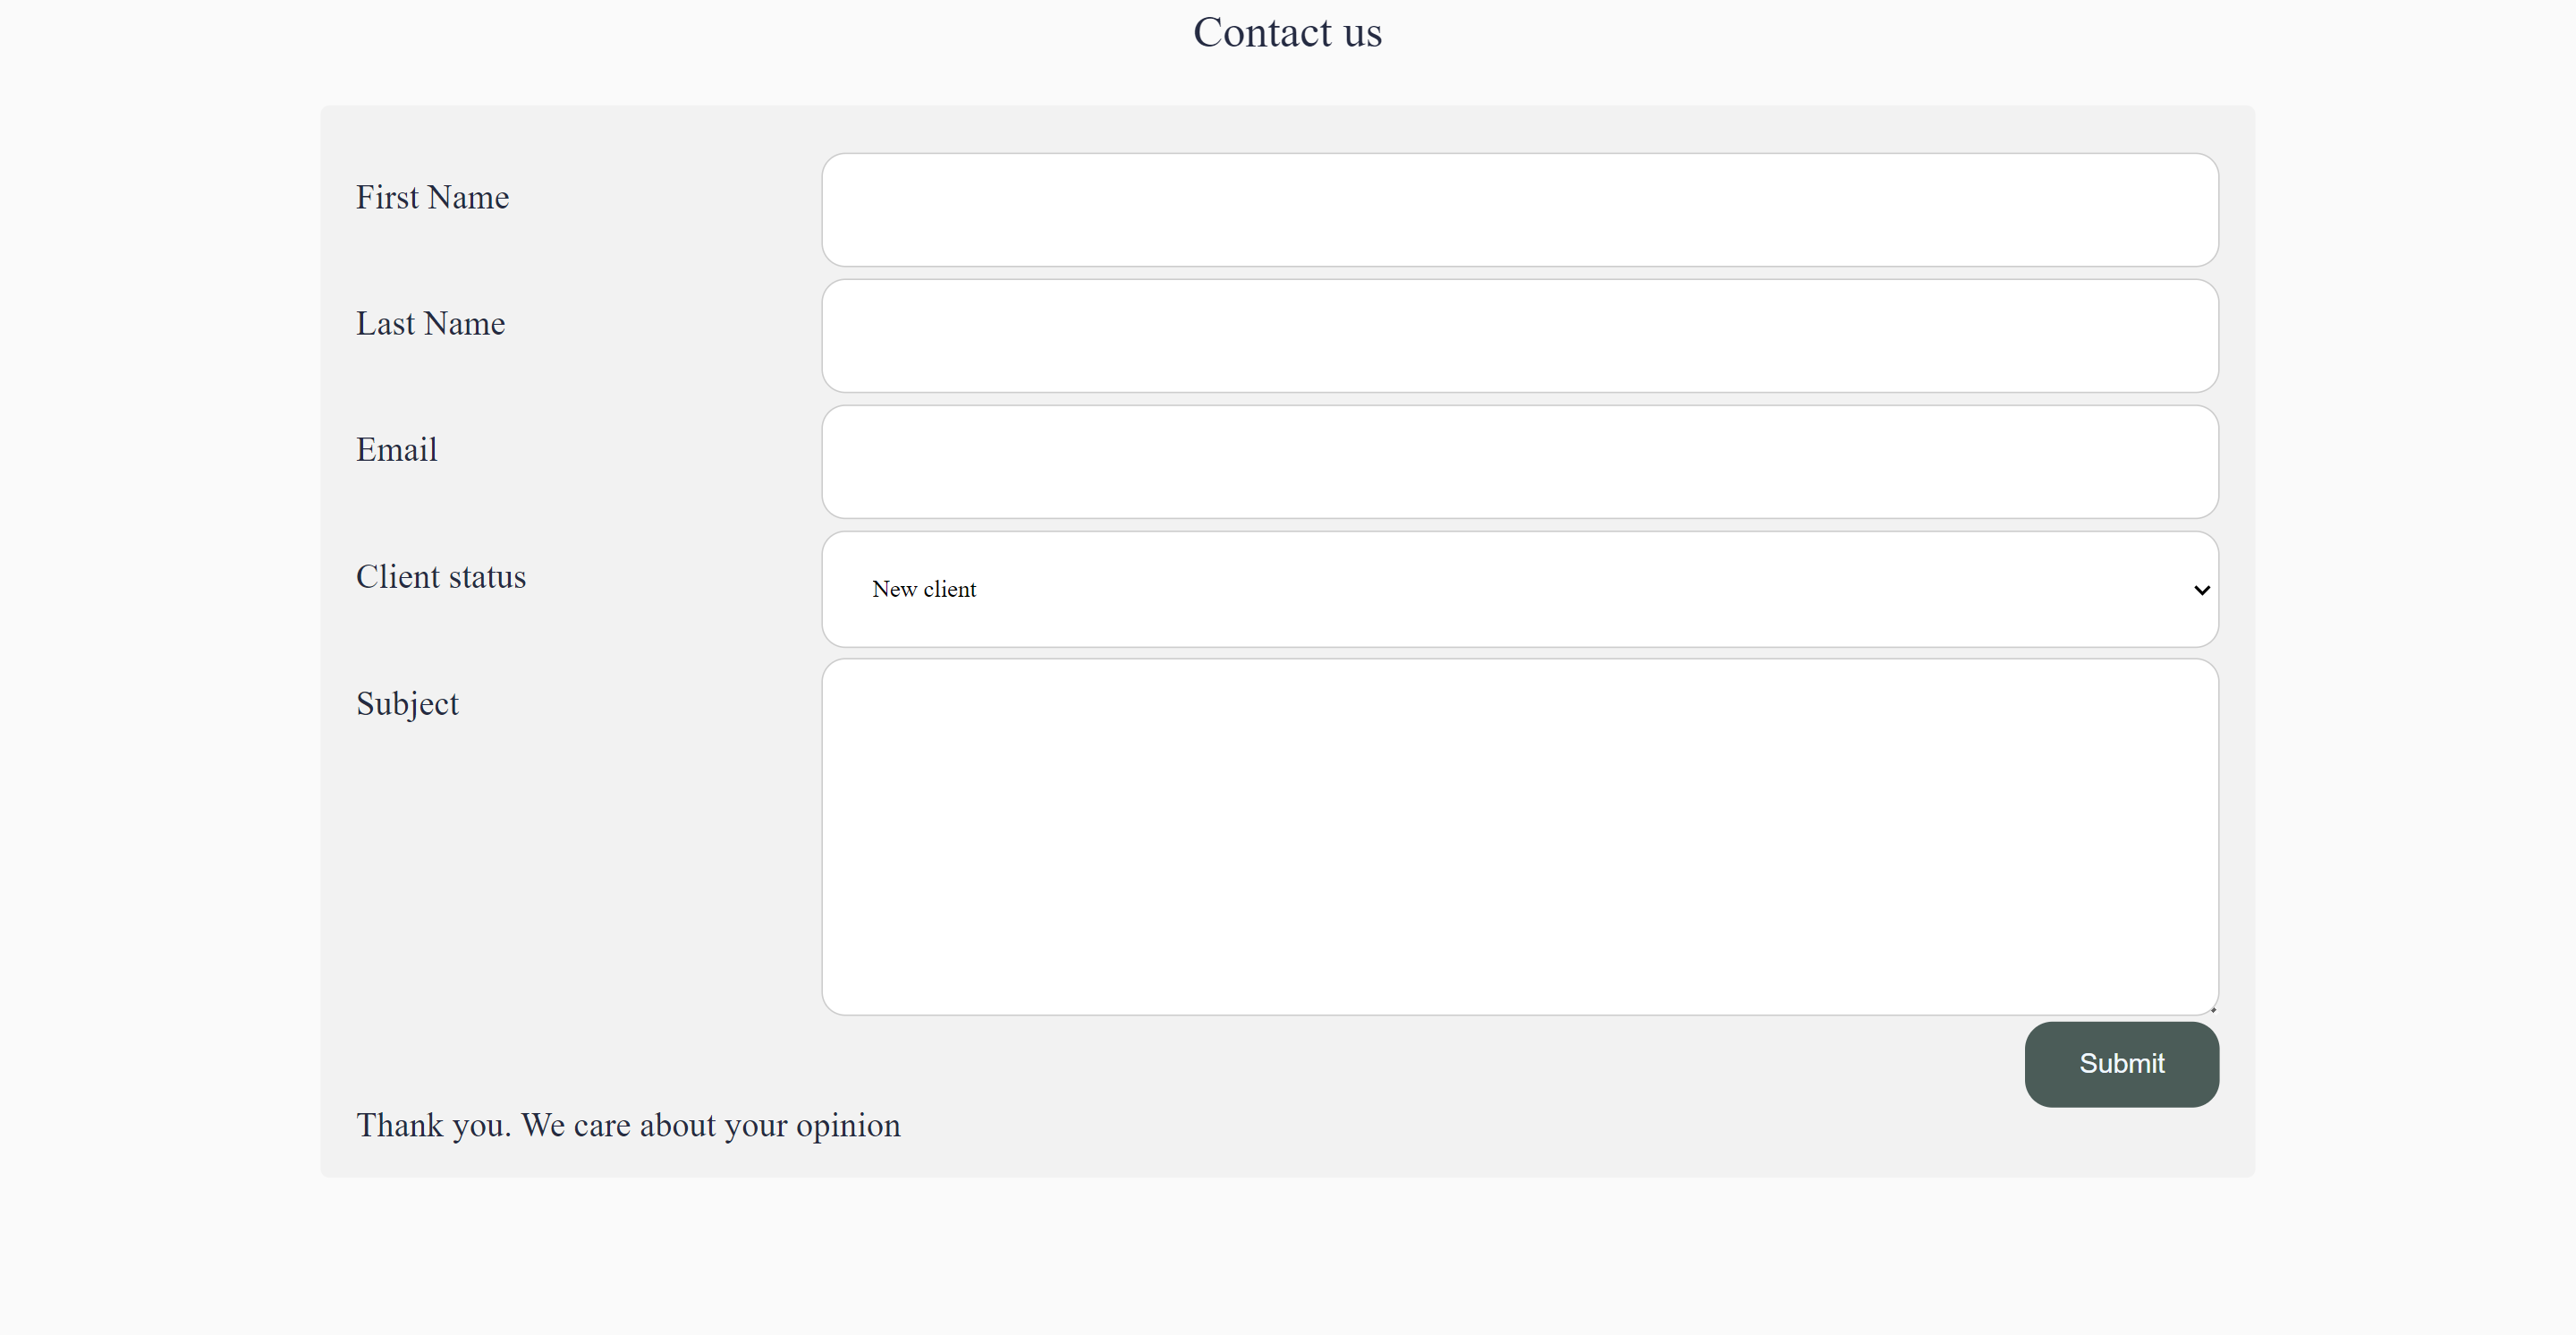 Contact us
First Name
Last Name
Email
Client status
New client
Subject
Submit
Thank you. We care about your opinion